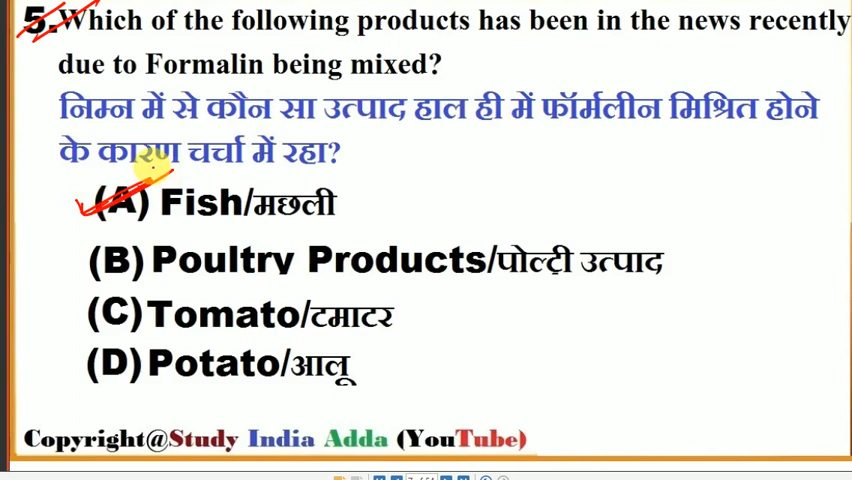 5. Which of the following products has been in the news recently
due to Formalin being mixed?
निम्न में से कौन सा उत्पाद हाल ही में फॉर्मलीन मिश्रित होने
के कारण चर्चा में रहा?
(A) Fish/मछली
(B) Poultry Products/पोल्ट्री उत्पाद
(C) Tomato/टमाटर
(D) Potato/आलू
Copyright@Study India Adda (YouTube)